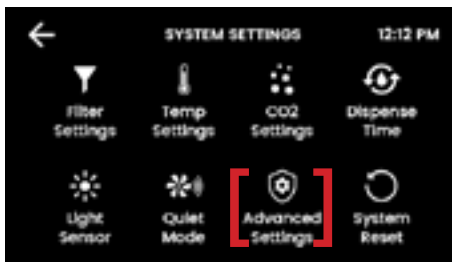 SYSTEM SETTINGS 12:12 PM
Filter Temp CO2 Dispense
Settings Settings Settings Time
Light Quiet Advanced System
Sensor Mode Settings Reset